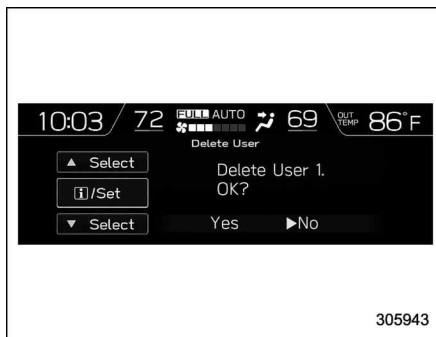 10:03 72 FULL AUTO 69 OUT TEMP 86°F
Delete User
▲ Select
i/Set
▼ Select
Delete User 1.
OK?
Yes ▶No
305943